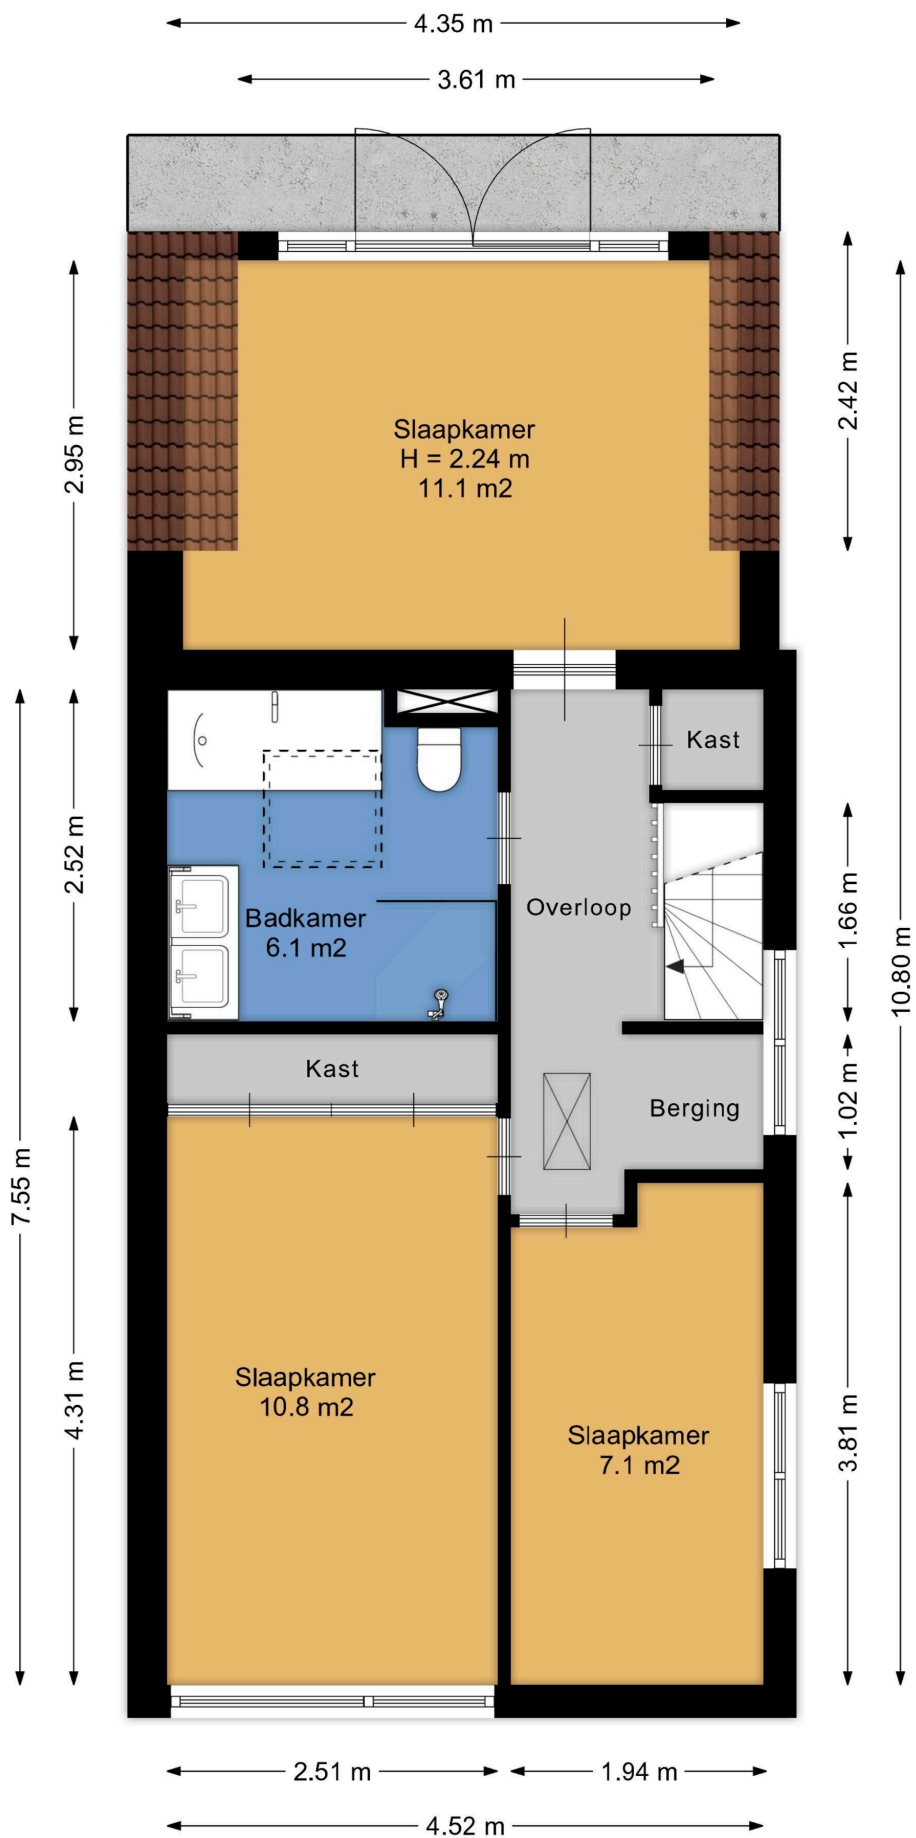 4.35 m
3.61 m
2.95 m
2.42 m
Slaapkamer
H = 2.24 m
11.1 m2
Kast
2.52 m
Overloop
1.66 m
10.80 m
Badkamer
6.1 m2
Kast
Berging
1.02 m
7.55 m
4.31 m
Slaapkamer
10.8 m2
Slaapkamer
7.1 m2
3.81 m
2.51 m
1.94 m
4.52 m